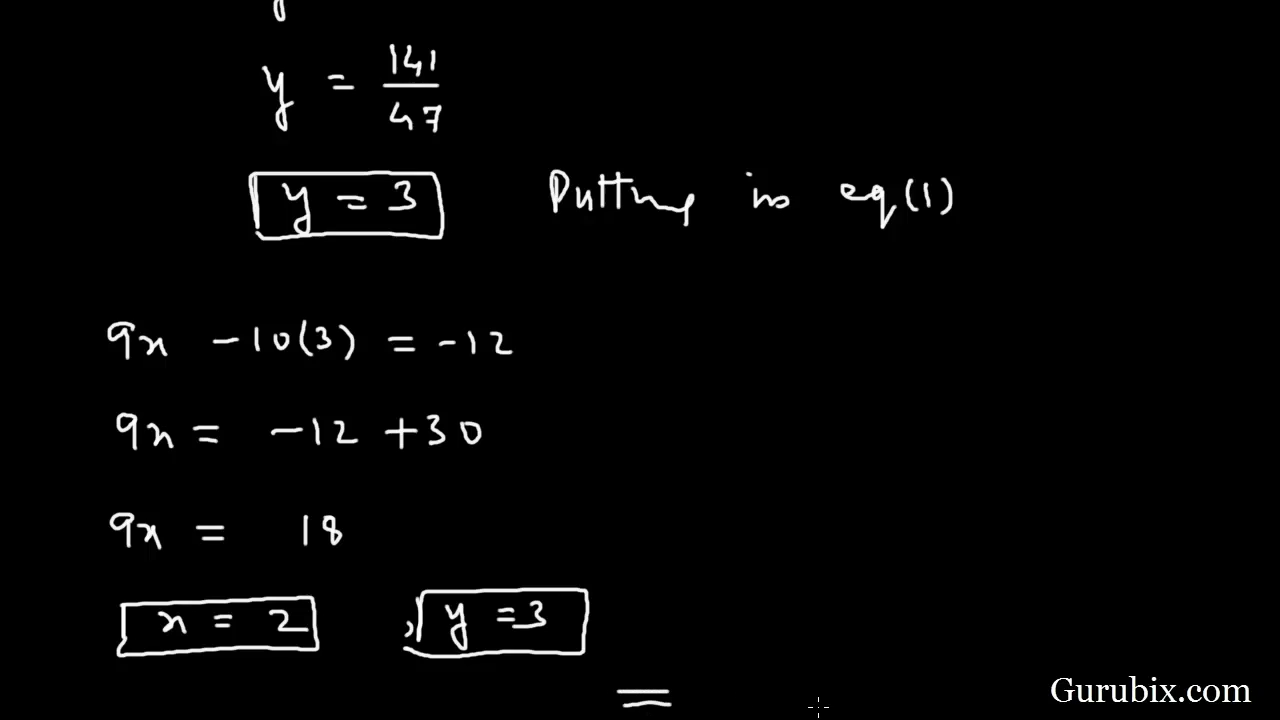 y = 141/47
y = 3 Putting in eq(1)
9x - 10(3) = -12
9x = -12 + 30
9x = 18
x = 2 , y = 3
Gurubix.com